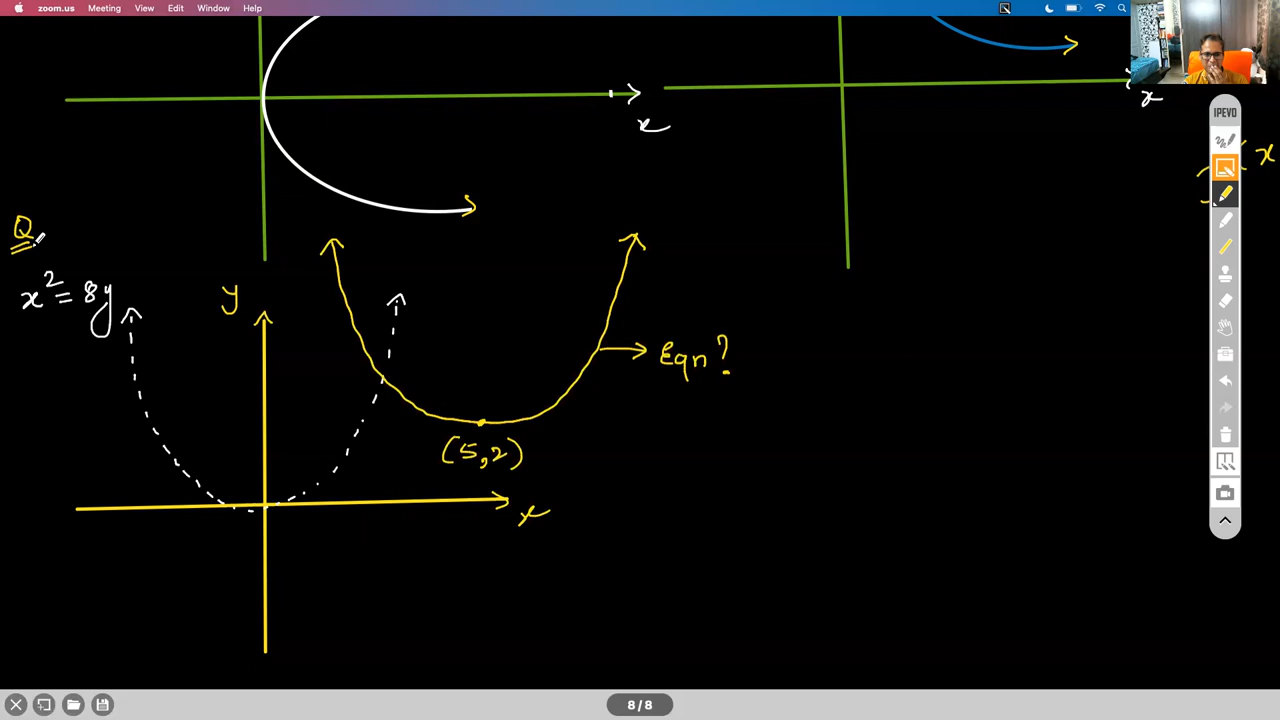 zoom.us Meeting View Edit Window Help
x
x
x
IPEVO
Q
x² = 8y
y
Eqn ?
(5,2)
x
8 / 8